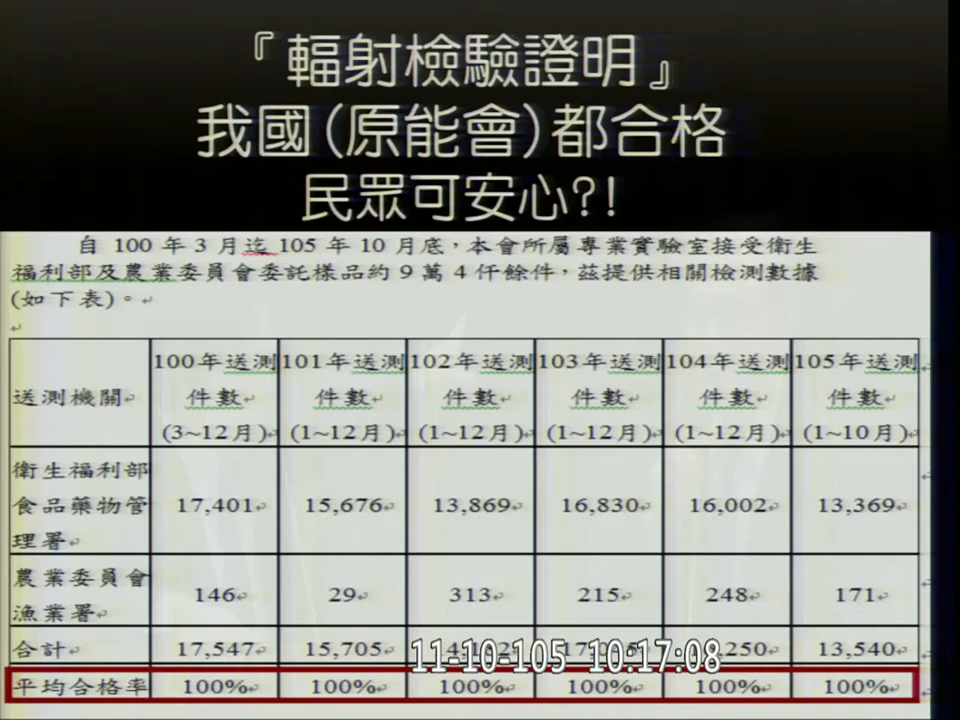 『輻射檢驗證明』
我國(原能會)都合格
民眾可安心?!
自 100 年 3 月迄 105 年 10 月底，本會所屬專業實驗室接受衛生
福利部及農業委員會委託樣品約 9 萬 4 仟餘件，茲提供相關檢測數據
(如下表)。
送測機關 100年送測件數(3~12月) 101年送測件數(1~12月) 102年送測件數(1~12月) 103年送測件數(1~12月) 104年送測件數(1~12月) 105年送測件數(1~10月)
衛生福利部食品藥物管理署 17,401 15,676 13,869 16,830 16,002 13,369
農業委員會漁業署 146 29 313 215 248 171
合計 17,547 15,705 13,540
11-10-105 10:17:08
平均合格率 100% 100% 100% 100% 100% 100%